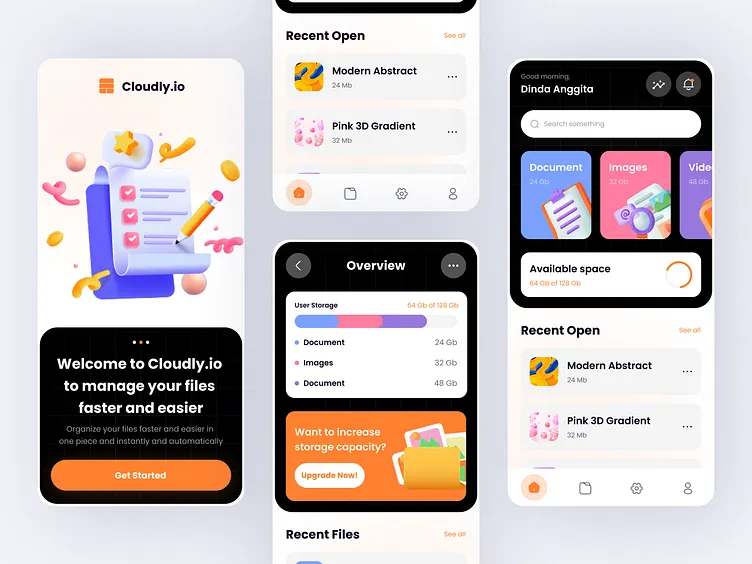 Cloudly.io
Welcome to Cloudly.io
to manage your files
faster and easier
Organize your files faster and easier in
one piece and instantly and automatically
Get Started
Recent Open
See all
Modern Abstract
24 Mb
Pink 3D Gradient
32 Mb
Overview
User Storage
64 Gb of 128 Gb
Document
24 Gb
Images
32 Gb
Document
48 Gb
Want to increase
storage capacity?
Upgrade Now!
Recent Files
See all
Good morning,
Dinda Anggita
Search something
Document
24 Gb
Images
32 Gb
Vide
48 Gb
Available space
64 Gb of 128 Gb
Recent Open
See all
Modern Abstract
24 Mb
Pink 3D Gradient
32 Mb